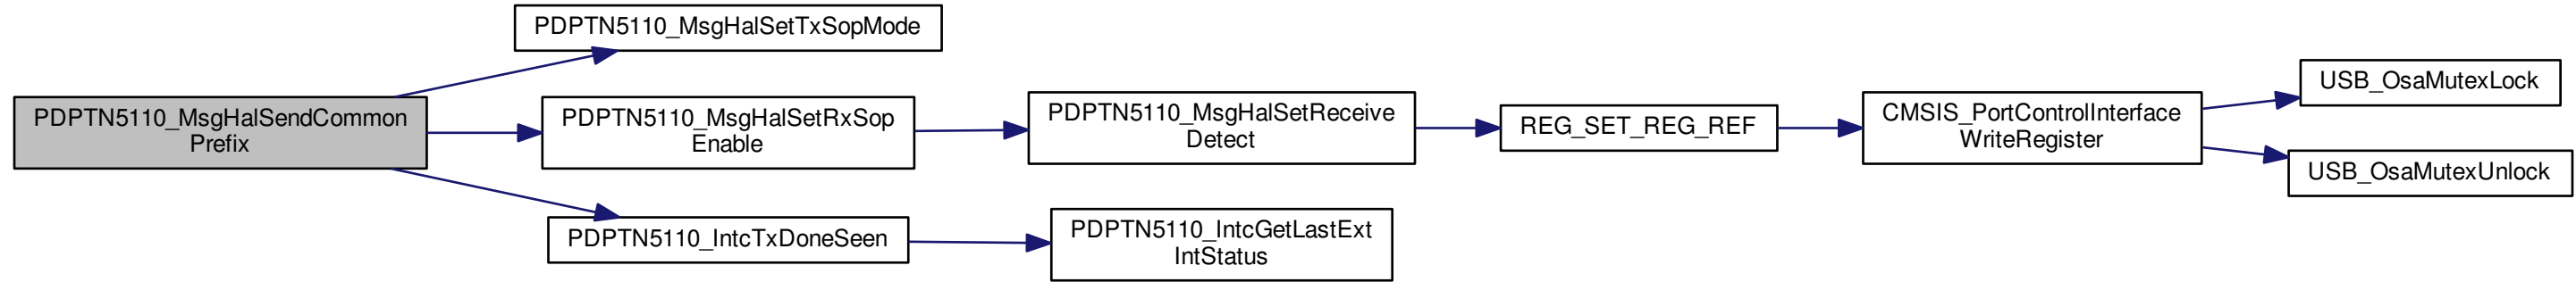 PDPTN5110_MsgHalSendCommon
Prefix
PDPTN5110_MsgHalSetTxSopMode
PDPTN5110_MsgHalSetRxSop
Enable
PDPTN5110_IntcTxDoneSeen
PDPTN5110_MsgHalSetReceive
Detect
PDPTN5110_IntcGetLastExt
IntStatus
REG_SET_REG_REF
CMSIS_PortControlInterface
WriteRegister
USB_OsaMutexLock
USB_OsaMutexUnlock